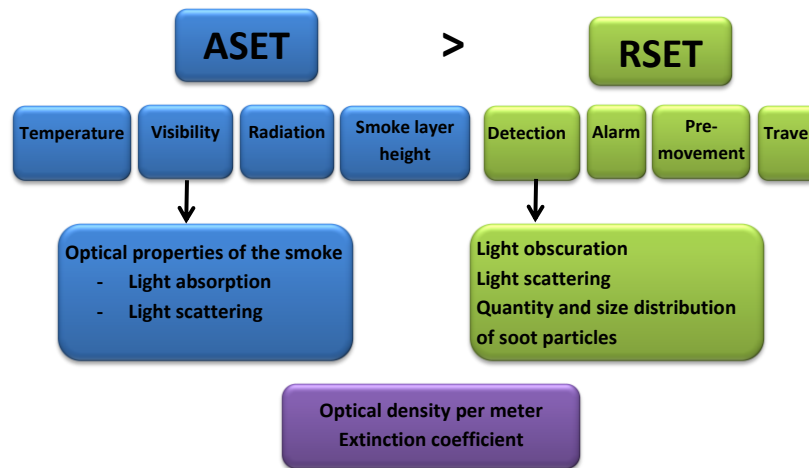 ASET > RSET
Temperature Visibility Radiation Smoke layer height Detection Alarm Pre-movement Trave
Optical properties of the smoke
- Light absorption
- Light scattering
Light obscuration
Light scattering
Quantity and size distribution
of soot particles
Optical density per meter
Extinction coefficient